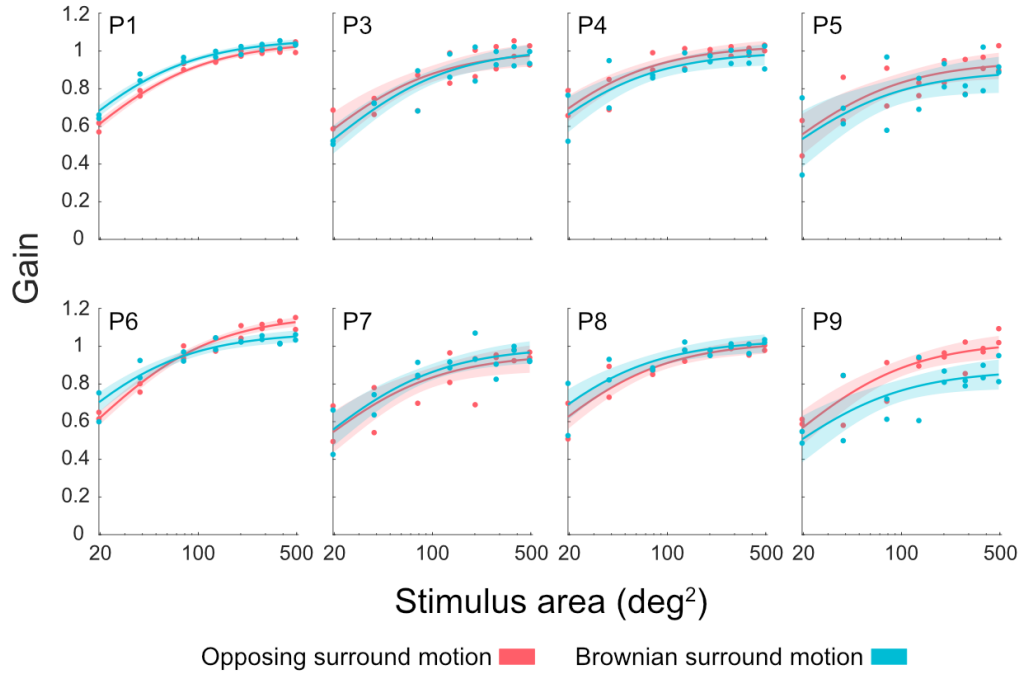 1.2
1
0.8
0.6
0.4
0.2
0
P1
P3
P4
P5
Gain
1.2
1
0.8
0.6
0.4
0.2
0
P6
P7
P8
P9
20 100 500
20 100 500
20 100 500
20 100 500
Stimulus area (deg²)
Opposing surround motion
Brownian surround motion